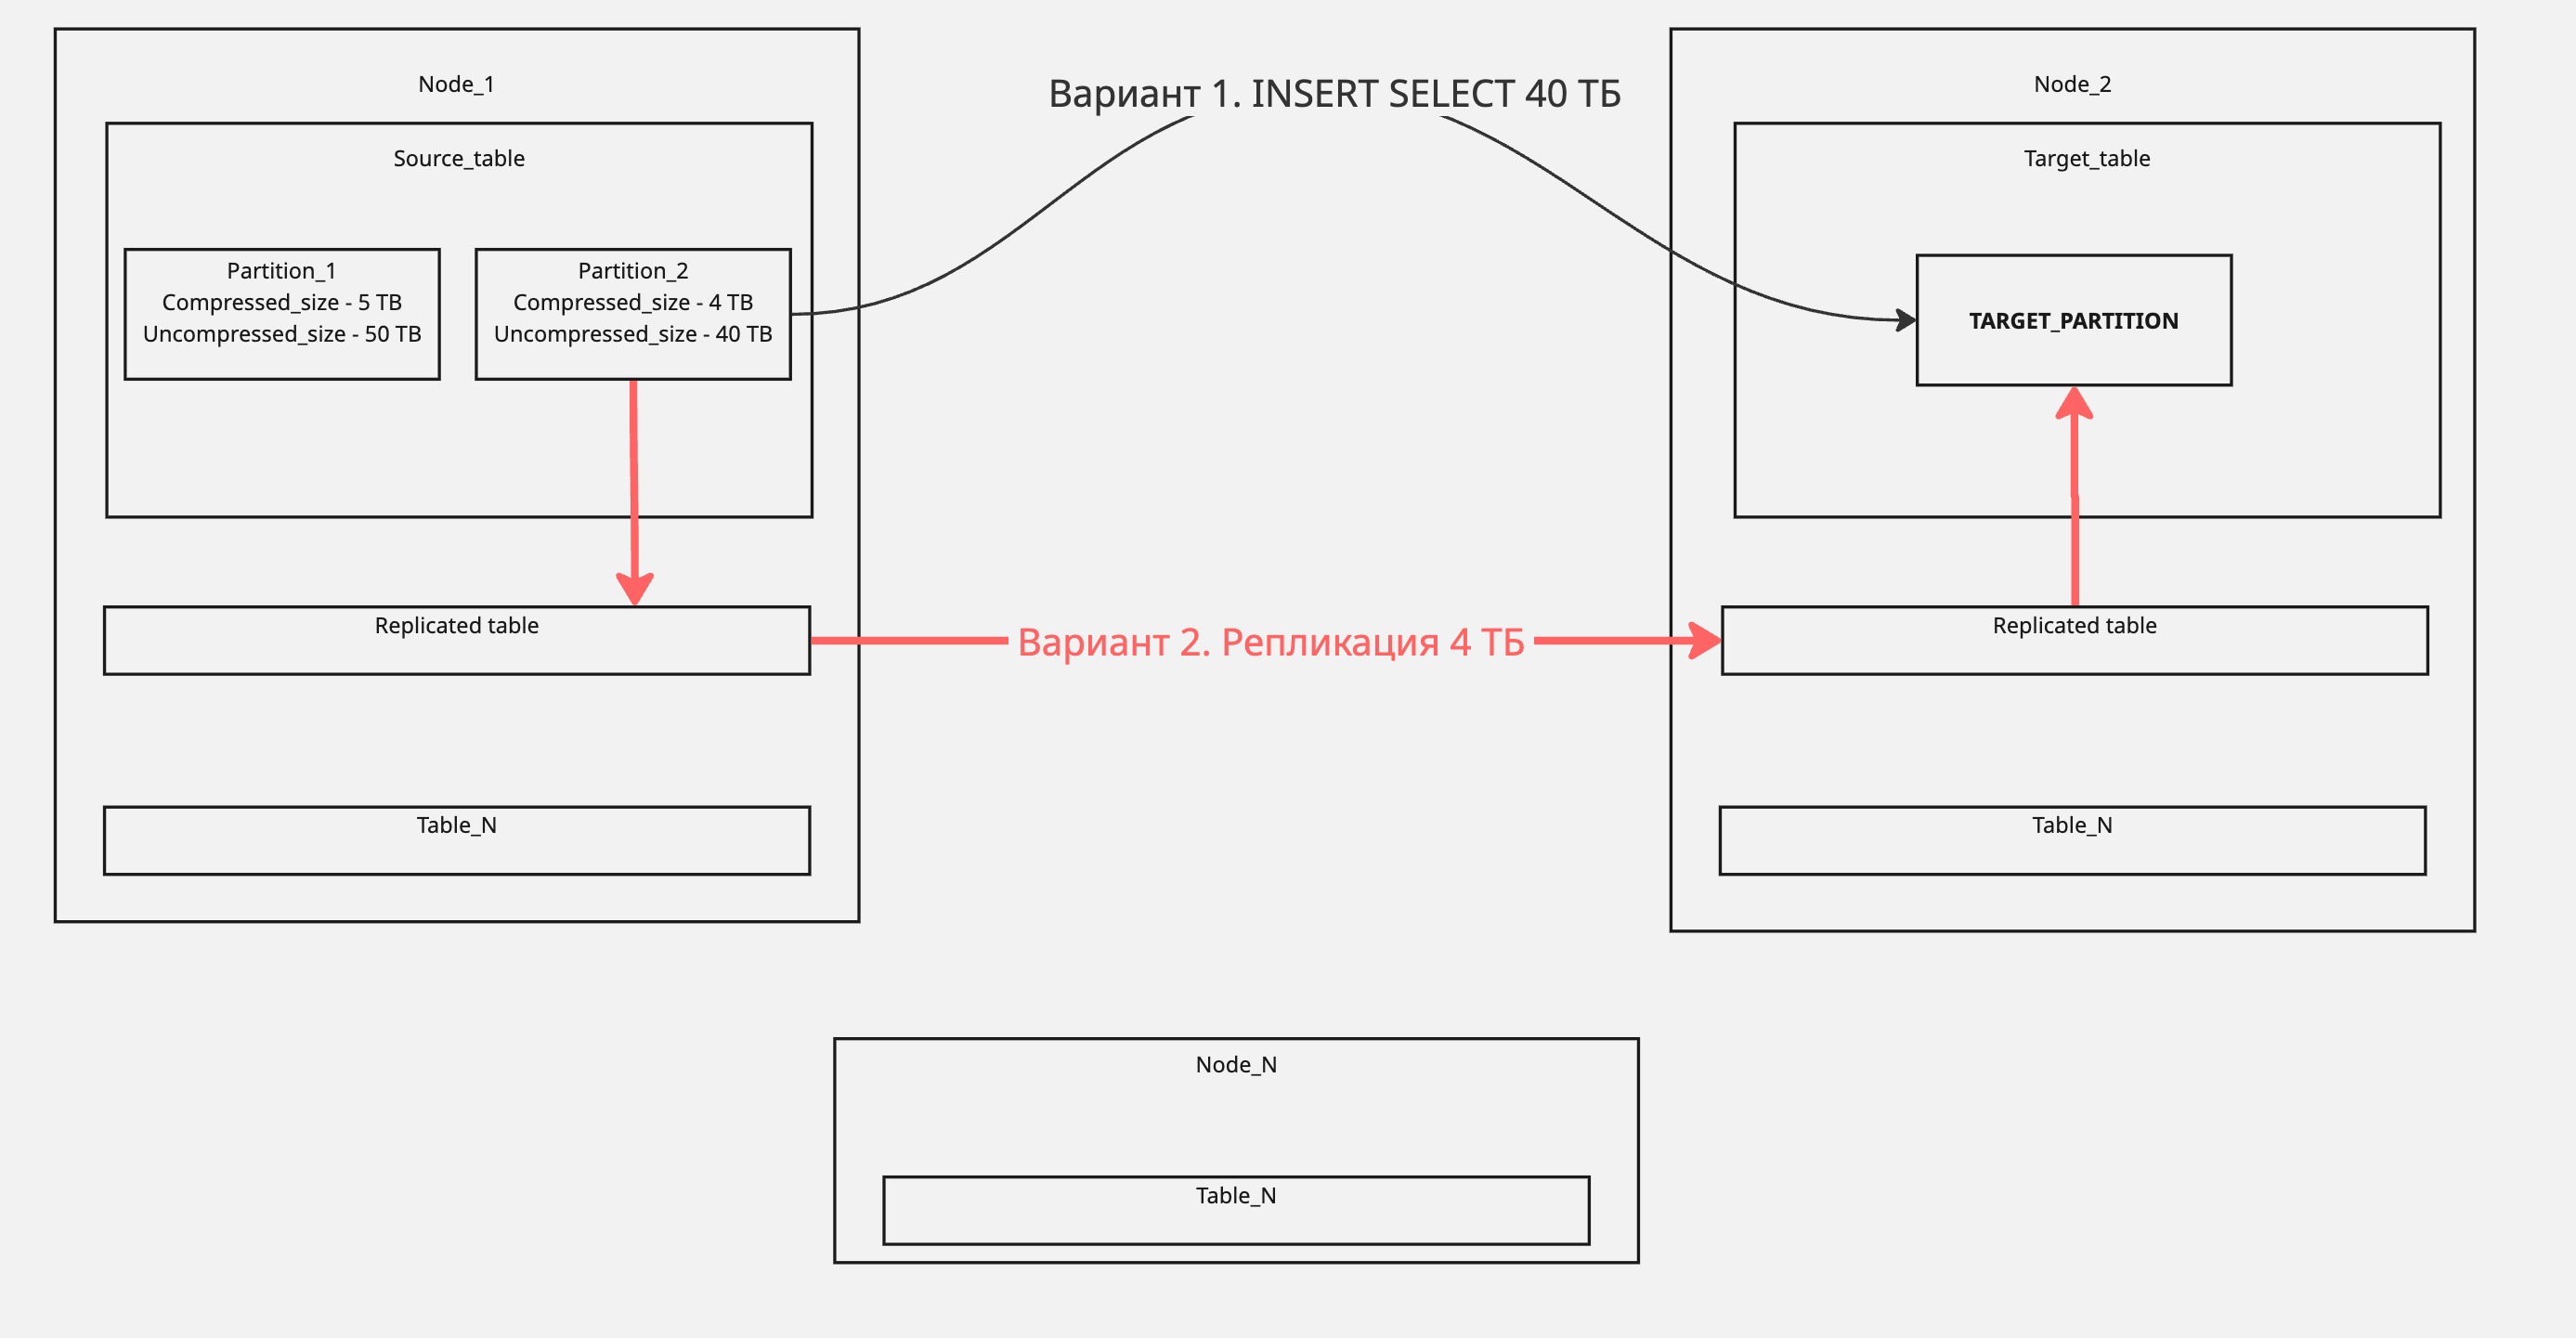 Node_1
Source_table
Partition_1
Compressed_size - 5 TB
Uncompressed_size - 50 TB
Partition_2
Compressed_size - 4 TB
Uncompressed_size - 40 TB
Replicated table
Table_N
Вариант 1. INSERT SELECT 40 ТБ
Вариант 2. Репликация 4 ТБ
Node_2
Target_table
TARGET_PARTITION
Replicated table
Table_N
Node_N
Table_N